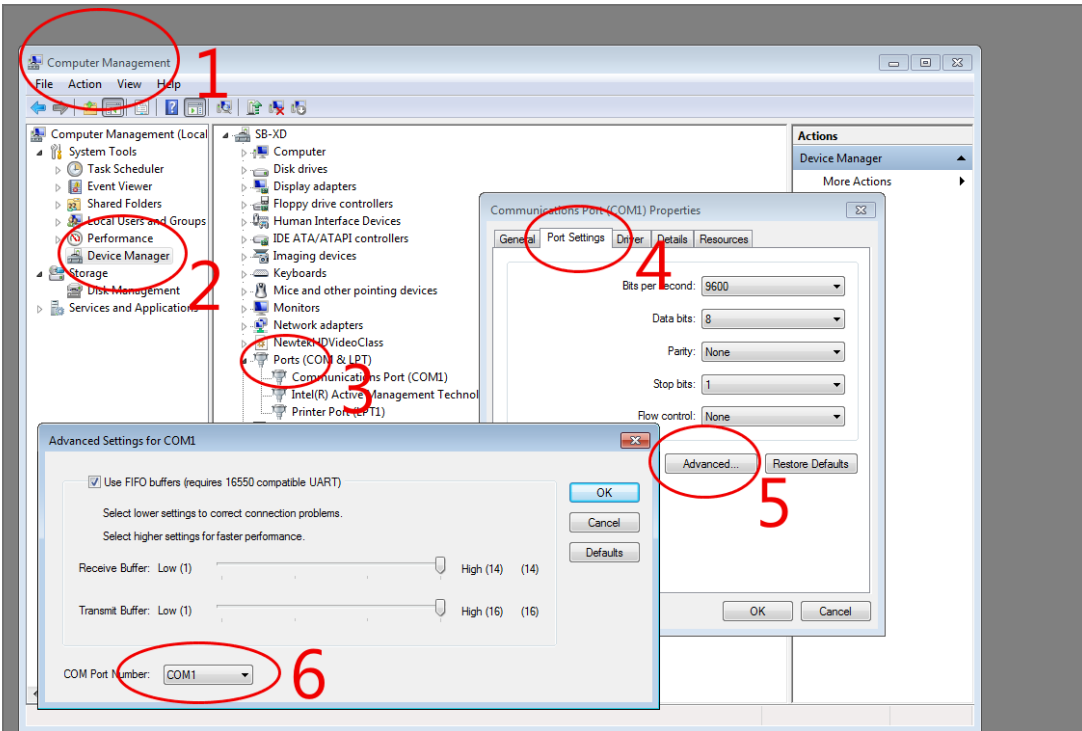 Computer Management
1
File Action View Help
Computer Management (Local
System Tools
Task Scheduler
Event Viewer
Shared Folders
Local Users and Groups
Performance
Device Manager
2
Storage
Disk Management
Services and Applications
SB-XD
Computer
Disk drives
Display adapters
Floppy drive controllers
Human Interface Devices
IDE ATA/ATAPI controllers
Imaging devices
Keyboards
Mice and other pointing devices
Monitors
Network adapters
NewtekHDVideoClass
Ports (COM & LPT)
3
Communications Port (COM1)
Intel(R) Active Management Technol
Printer Port (LPT1)
Actions
Device Manager
More Actions
Communications Port (COM1) Properties
General Port Settings Driver Details Resources
4
Bits per second: 9600
Data bits: 8
Parity: None
Stop bits: 1
Flow control: None
Advanced... Restore Defaults
5
OK Cancel
Advanced Settings for COM1
Use FIFO buffers (requires 16550 compatible UART)
Select lower settings to correct connection problems.
Select higher settings for faster performance.
Receive Buffer: Low (1) High (14) (14)
Transmit Buffer: Low (1) High (16) (16)
OK
Cancel
Defaults
COM Port Number: COM1
6